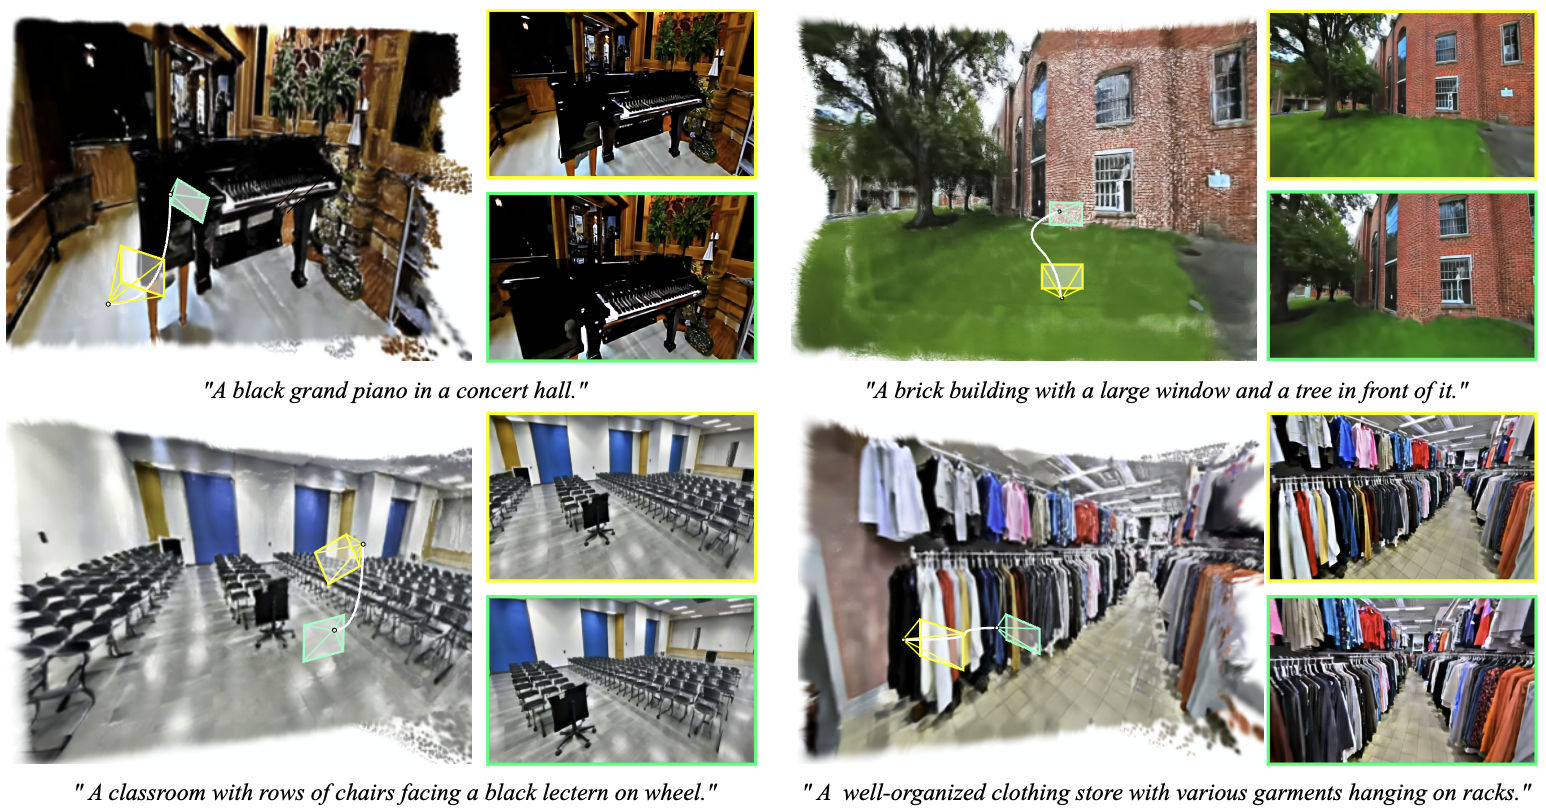 "A black grand piano in a concert hall."
"A brick building with a large window and a tree in front of it."
" A classroom with rows of chairs facing a black lectern on wheel."
" A  well-organized clothing store with various garments hanging on racks."